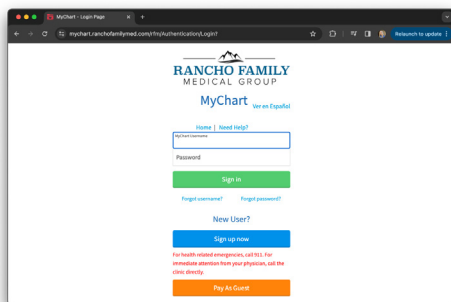 MyChart - Login Page
mychart.ranchofamilymed.com/rfm/Authentication/Login?
Relaunch to update
RANCHO FAMILY
MEDICAL GROUP
MyChart Ver en Español
Home | Need Help?
MyChart Username
Password
Sign in
Forgot username? Forgot password?
New User?
Sign up now
For health related emergencies, call 911. For
immediate attention from your physician, call the
clinic directly.
Pay As Guest